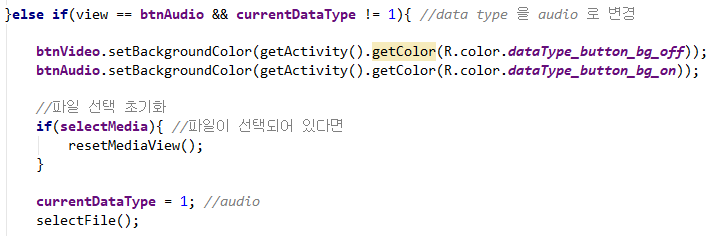 }else if(view == btnAudio && currentDataType != 1){ //data type 을 audio 로 변경
btnVideo.setBackgroundColor(getActivity().getColor(R.color.dataType_button_bg_off));
btnAudio.setBackgroundColor(getActivity().getColor(R.color.dataType_button_bg_on));
//파일 선택 초기화
if(selectMedia){ //파일이 선택되어 있다면
resetMediaView();
}
currentDataType = 1; //audio
selectFile();